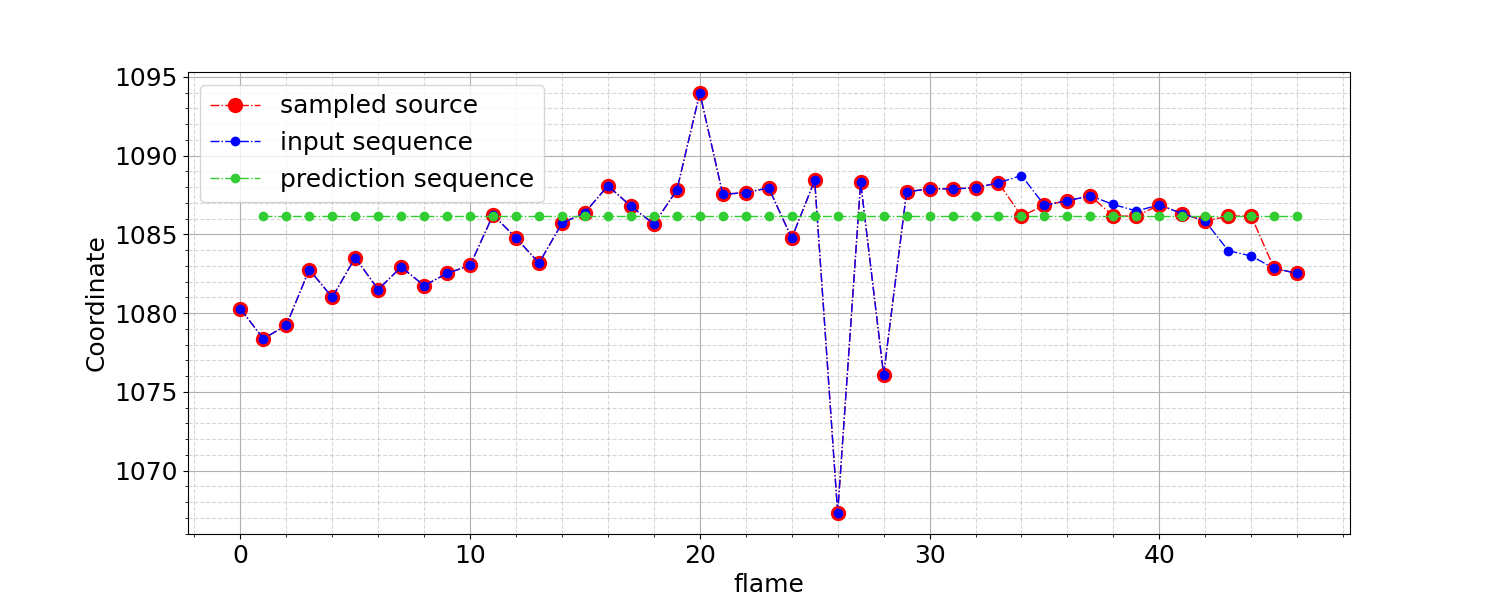 1095
1090
1085
1080
1075
1070
Coordinate
sampled source
input sequence
prediction sequence
0 10 20 30 40
flame